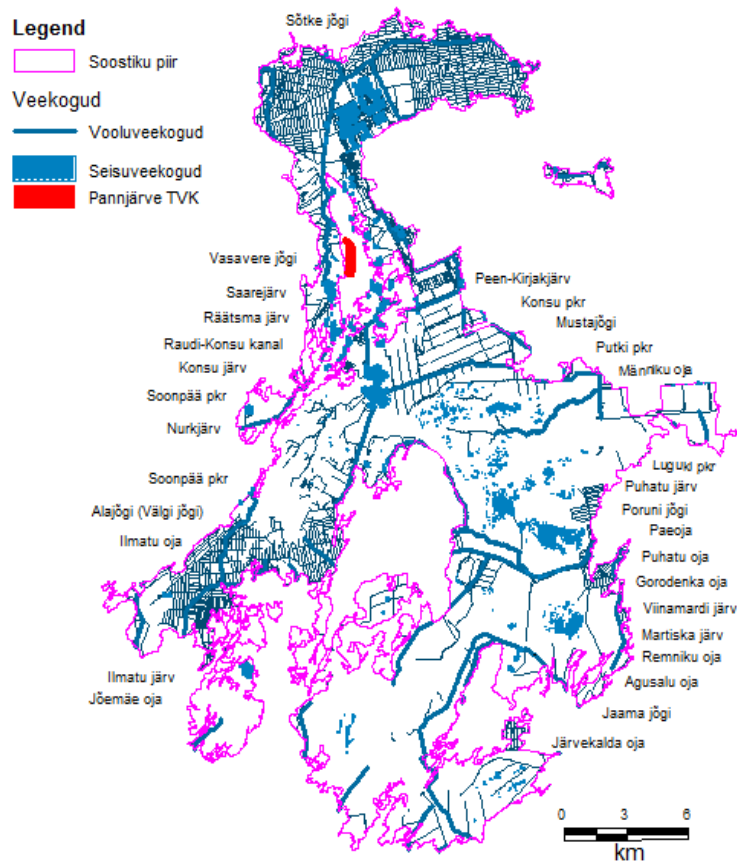 Sõtke jõgi
Legend
Soostiku piir
Veekogud
Vooluveekogud
Seisuveekogud
Pannjärve TVK
Vasavere jõgi
Saarejärv
Räätsma järv
Raudi-Konsu kanal
Konsu järv
Soonpää pkr
Nurkjärv
Soonpää pkr
Alajõgi (Välgi jõgi)
Ilmatu oja
Ilmatu järv
Jõemäe oja
Peen-Kirjakjärv
Konsu pkr
Mustajõgi
Putki pkr
Männiku oja
Luguki pkr
Puhatu järv
Poruni jõgi
Paeoja
Puhatu oja
Gorodenka oja
Viinamardi järv
Martiska järv
Remniku oja
Agusalu oja
Jaama jõgi
Järvekalda oja
0 3 6
km